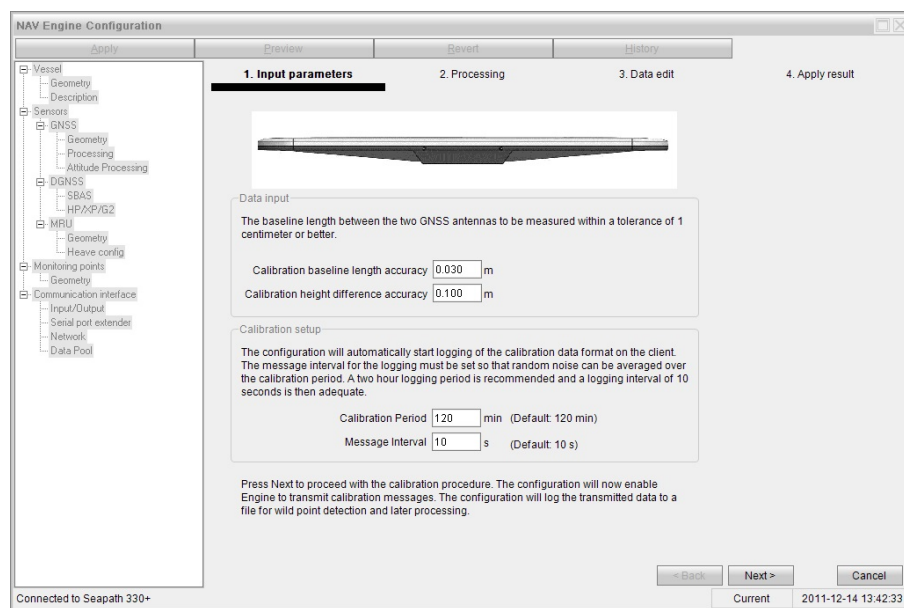 NAV Engine Configuration
Apply Preview Revert History
Vessel
Geometry
Description
Sensors
GNSS
Geometry
Processing
Attitude Processing
DGNSS
SBAS
HP/XP/G2
MRU
Geometry
Heave config
Monitoring points
Geometry
Communication interface
Input/Output
Serial port extender
Network
Data Pool
1. Input parameters 2. Processing 3. Data edit 4. Apply result
Data input
The baseline length between the two GNSS antennas to be measured within a tolerance of 1
centimeter or better.
Calibration baseline length accuracy 0.030 m
Calibration height difference accuracy 0.100 m
Calibration setup
The configuration will automatically start logging of the calibration data format on the client.
The message interval for the logging must be set so that random noise can be averaged over
the calibration period. A two hour logging period is recommended and a logging interval of 10
seconds is then adequate.
Calibration Period 120 min (Default: 120 min)
Message Interval 10 s (Default: 10 s)
Press Next to proceed with the calibration procedure. The configuration will now enable
Engine to transmit calibration messages. The configuration will log the transmitted data to a
file for wild point detection and later processing.
< Back Next > Cancel
Connected to Seapath 330+ Current 2011-12-14 13:42:33